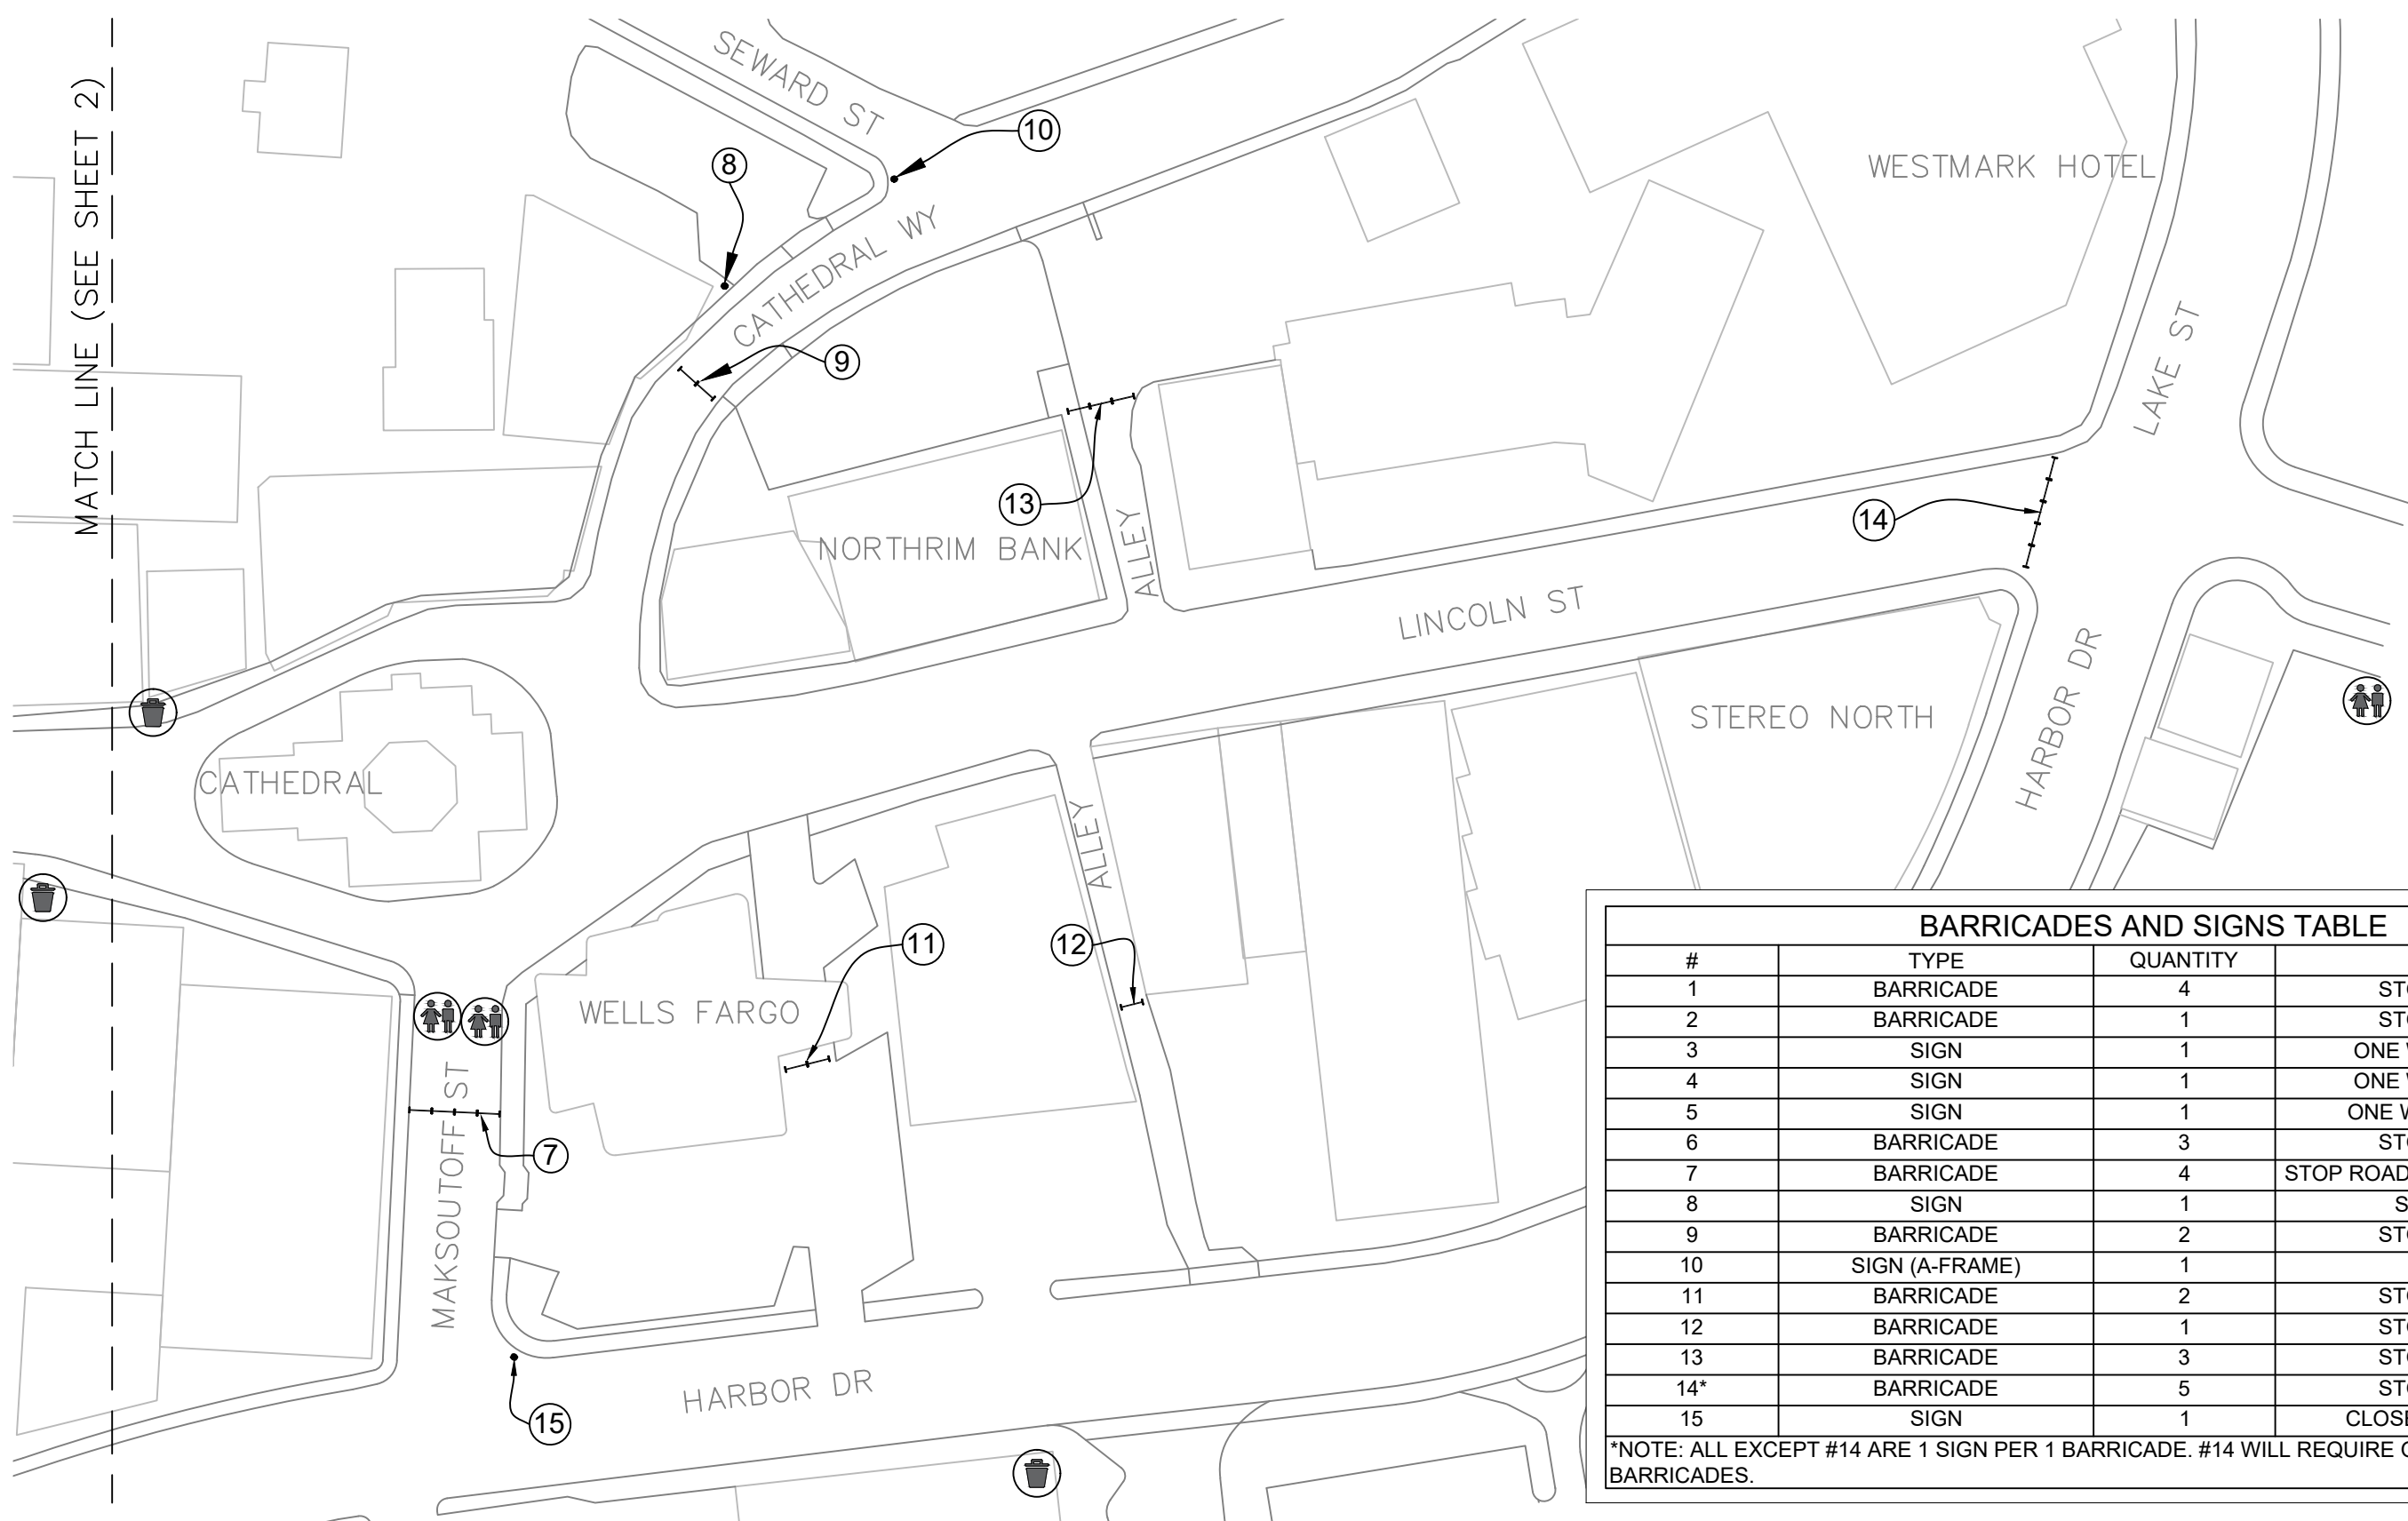 MATCH LINE (SEE SHEET 2)
SEWARD ST
10
8
WESTMARK HOTEL
CATHEDRAL WY
9
LAKE ST
13
14
ALLEY
NORTHRIM BANK
LINCOLN ST
STEREO NORTH
HARBOR DR
CATHEDRAL
ALLEY
11
12
WELLS FARGO
MAKSOUTOFF ST
7
HARBOR DR
15
BARRICADES AND SIGNS TABLE
# TYPE QUANTITY
1 BARRICADE 4
2 BARRICADE 1
3 SIGN 1 ONE
4 SIGN 1 ONE
5 SIGN 1 ONE
6 BARRICADE 3
7 BARRICADE 4 STOP ROAD
8 SIGN 1
9 BARRICADE 2
10 SIGN (A-FRAME) 1
11 BARRICADE 2
12 BARRICADE 1
13 BARRICADE 3
14* BARRICADE 5
15 SIGN 1
*NOTE: ALL EXCEPT #14 ARE 1 SIGN PER 1 BARRICADE. #14 WILL REQUIRE
BARRICADES.